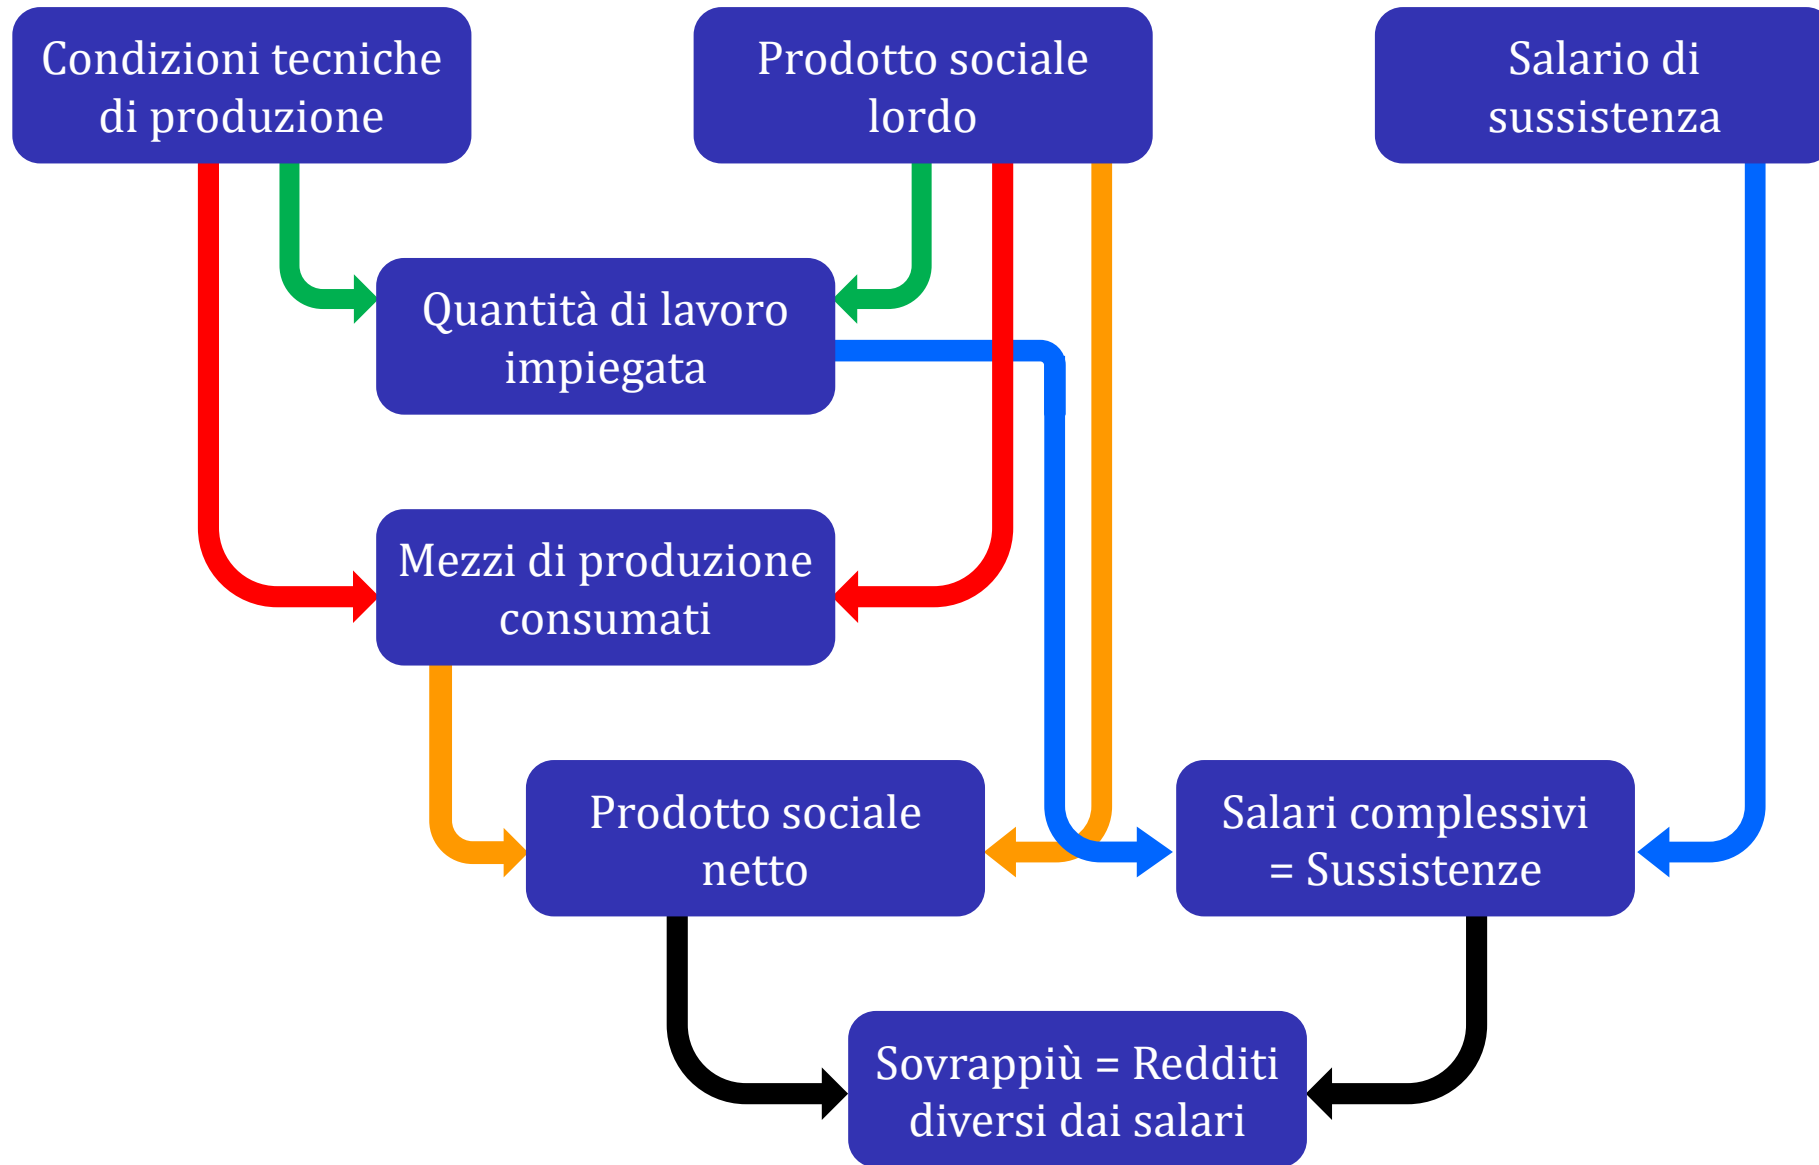 Condizioni tecniche
di produzione
Prodotto sociale
lordo
Salario di
sussistenza
Quantità di lavoro
impiegata
Mezzi di produzione
consumati
Prodotto sociale
netto
Salari complessivi
= Sussistenze
Sovrappiù = Redditi
diversi dai salari